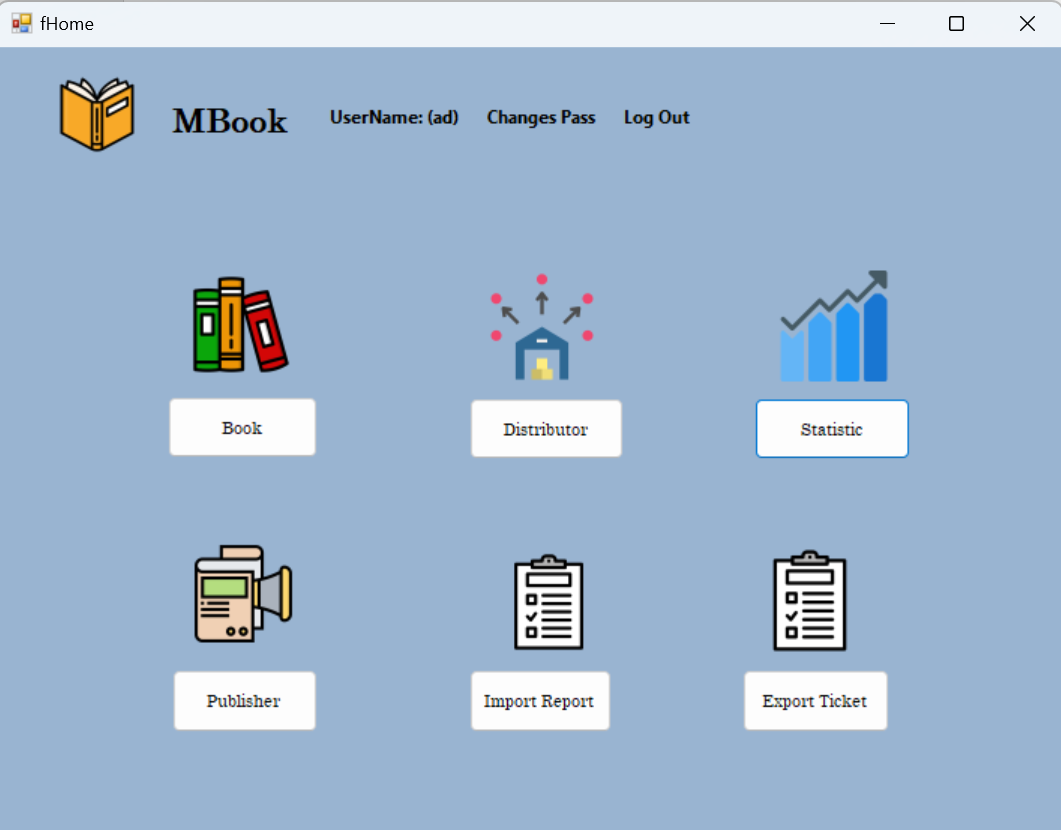 fHome
MBook UserName: (ad) Changes Pass Log Out
Book Distributor Statistic
Publisher Import Report Export Ticket